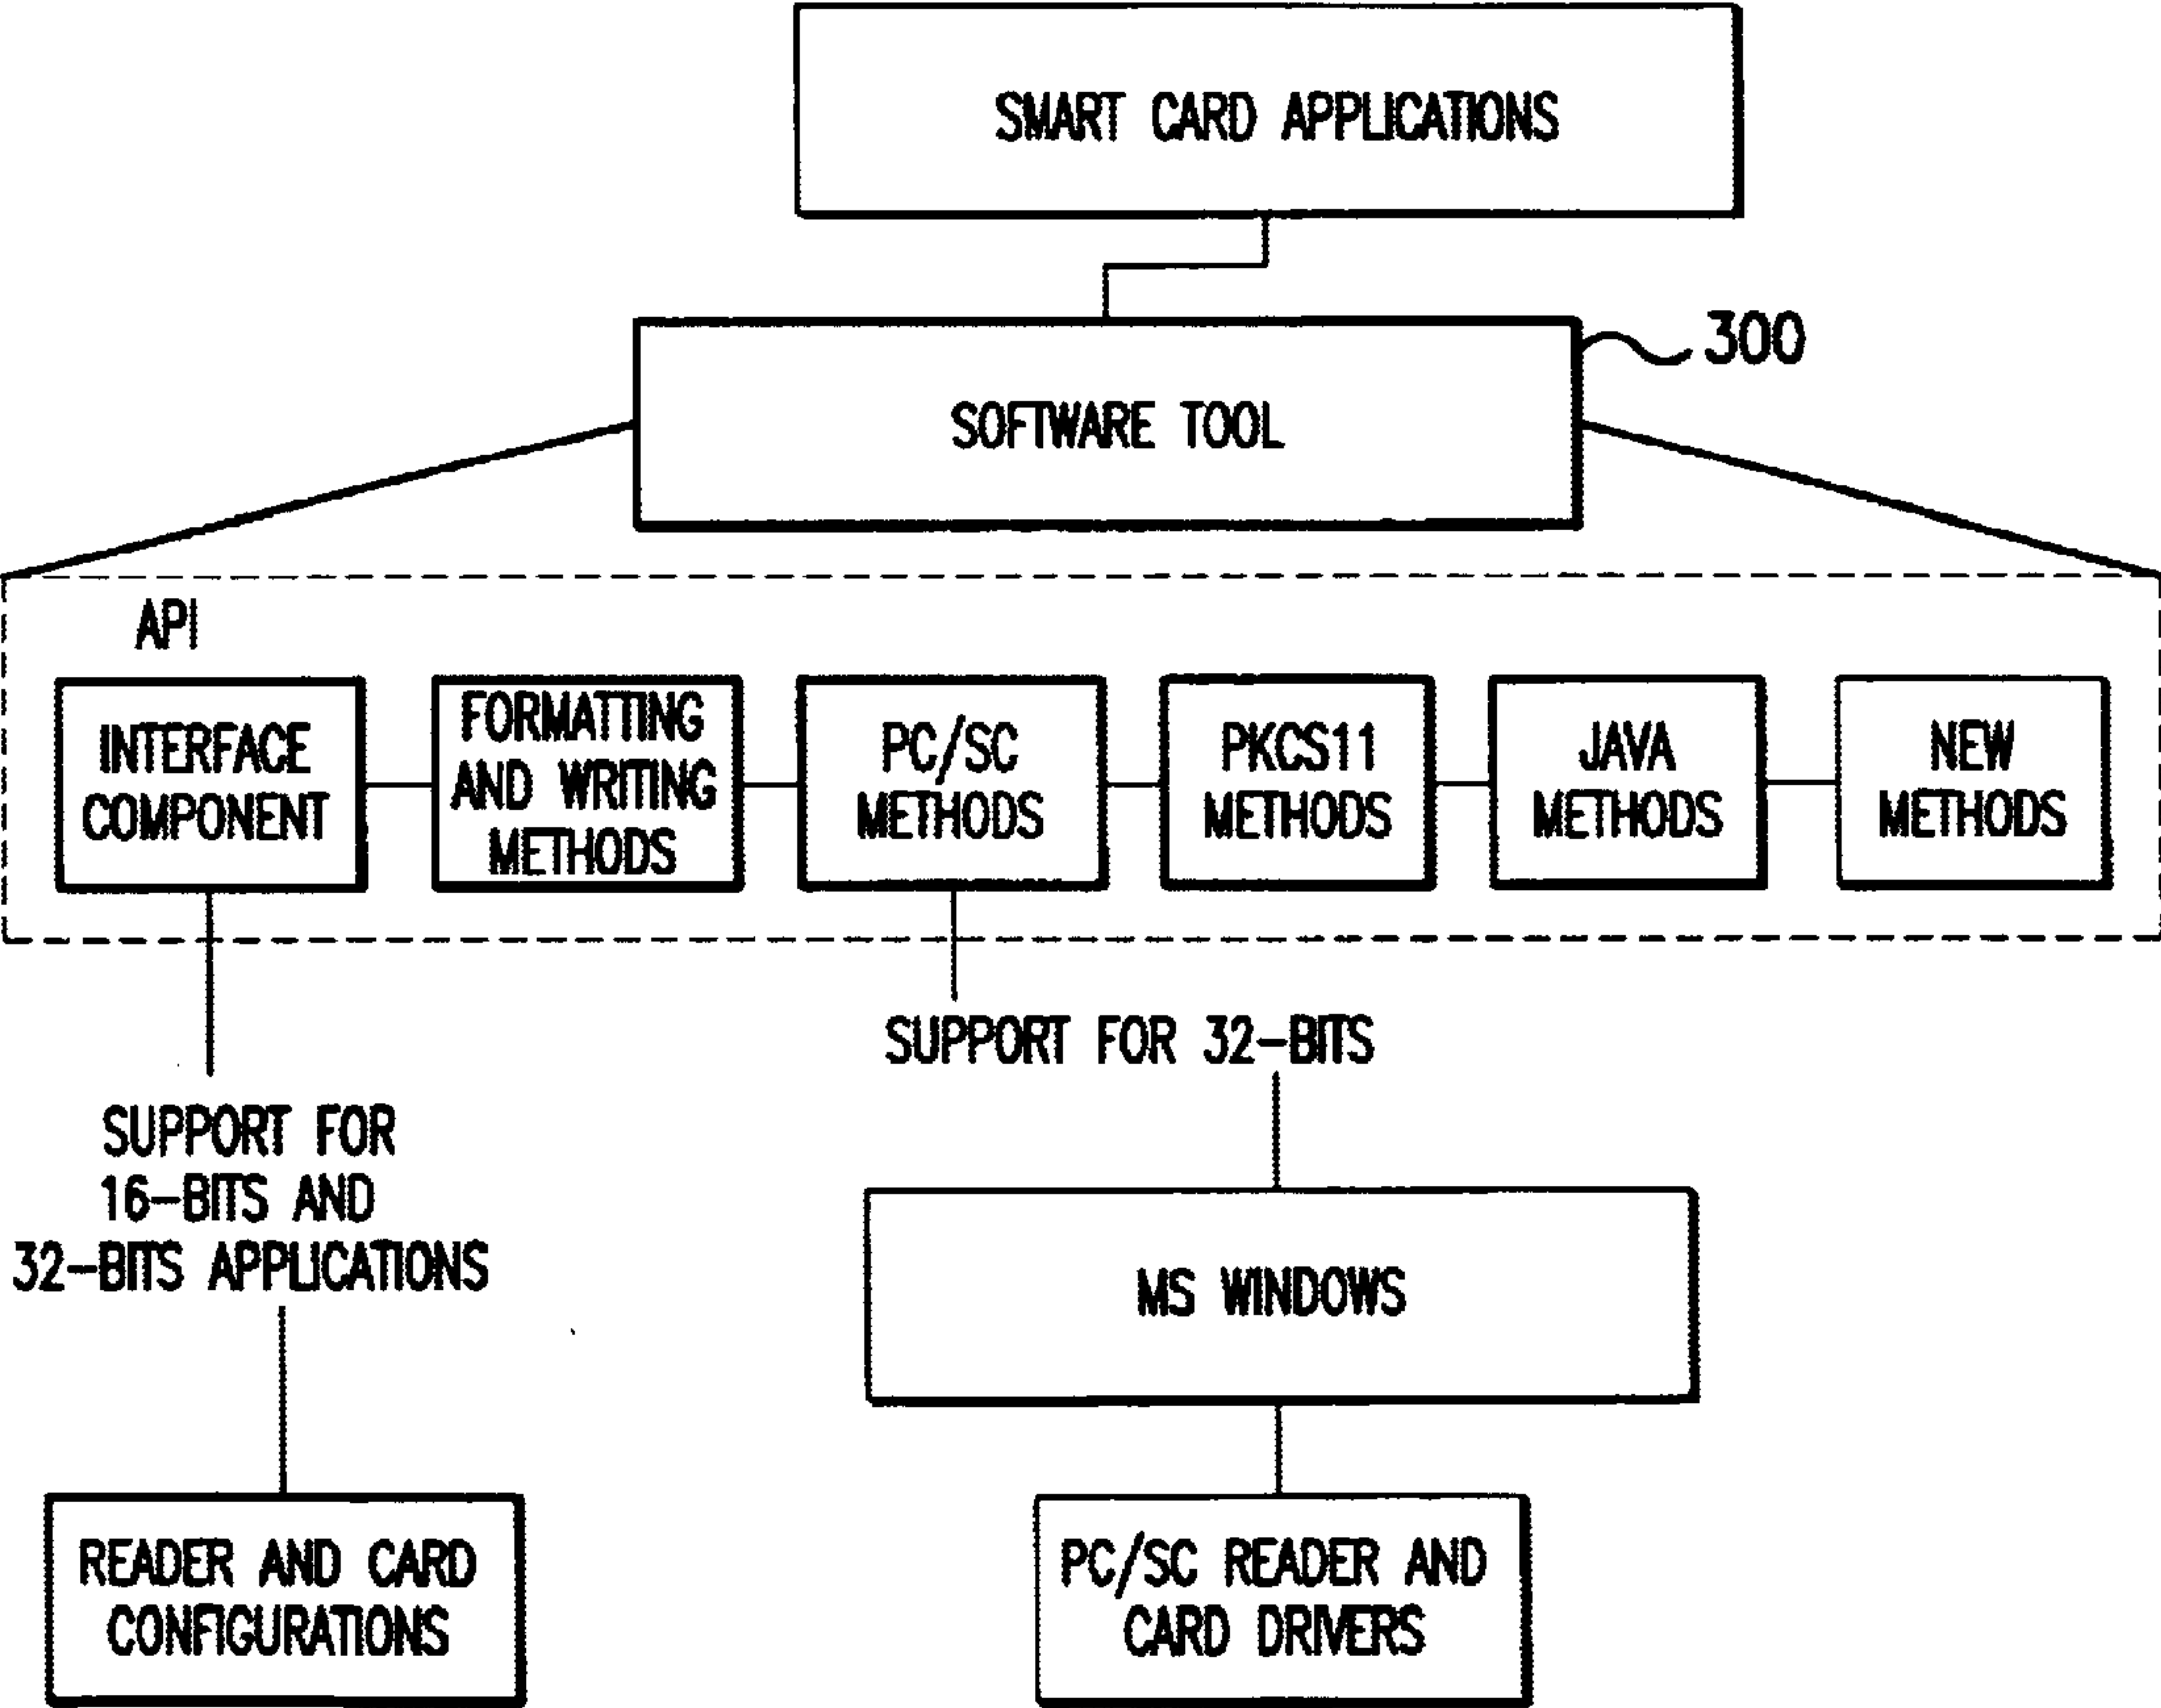 SMART CARD APPLICATIONS
300
SOFTWARE TOOL
API
INTERFACE
COMPONENT
FORMATTING
AND WRITING
METHODS
PC/SC
METHODS
PKCS11
METHODS
JAVA
METHODS
NEW
METHODS
SUPPORT FOR 32-BITS
SUPPORT FOR
16-BITS AND
32-BITS APPLICATIONS
MS WINDOWS
READER AND CARD
CONFIGURATIONS
PC/SC READER AND
CARD DRIVERS